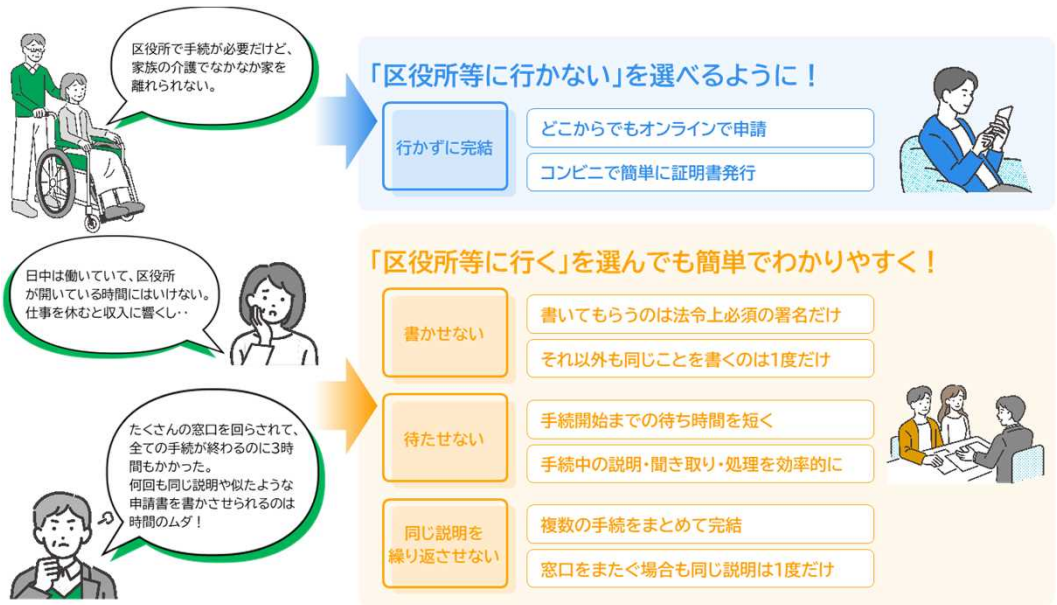 区役所で手続が必要だけど、
家族の介護でなかなか家を
離れられない。
「区役所等に行かない」を選べるように！
行かずに完結
どこからでもオンラインで申請
コンビニで簡単に証明書発行
日中は働いていて、区役所
が開いている時間にはいけない。
仕事を休むと収入に響くし‥
たくさんの窓口を回らされて、
全ての手続が終わるのに3時
間もかかった。
何回も同じ説明や似たような
申請書を書かさせられるのは
時間のムダ！
「区役所等に行く」を選んでも簡単でわかりやすく！
書かせない
書いてもらうのは法令上必須の署名だけ
それ以外も同じことを書くのは1度だけ
待たせない
手続開始までの待ち時間を短く
手続中の説明・聞き取り・処理を効率的に
同じ説明を
繰り返させない
複数の手続をまとめて完結
窓口をまたぐ場合も同じ説明は1度だけ